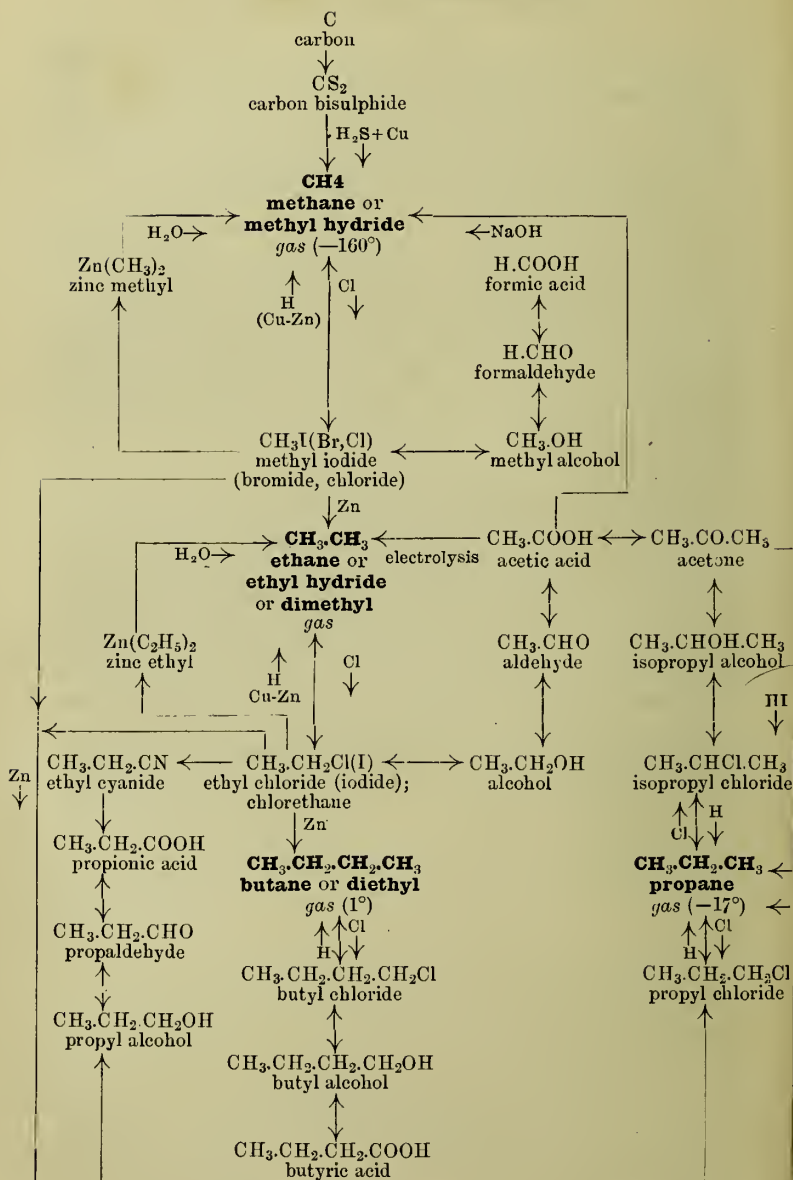 C
carbon
CS₂
carbon bisulphide
H₂S+Cu
CH4
methane or
methyl hydride
gas (—160°)
H₂O
NaOH
Zn(CH₃)₂
zinc methyl
H
(Cu-Zn)
Cl
H.COOH
formic acid
H.CHO
formaldehyde
CH₃I(Br,Cl)
methyl iodide
(bromide, chloride)
CH₃.OH
methyl alcohol
Zn
H₂O
CH₃.CH₃
ethane or
ethyl hydride
or dimethyl
gas
electrolysis
CH₃.COOH
acetic acid
CH₃.CO.CH₃
acetone
Zn(C₂H₅)₂
zinc ethyl
H
Cu-Zn
Cl
CH₃.CHO
aldehyde
CH₃.CHOH.CH₃
isopropyl alcohol
HI
Zn
CH₃.CH₂.CN
ethyl cyanide
CH₃.CH₂Cl(I)
ethyl chloride (iodide);
chlorethane
CH₃.CH₂OH
alcohol
CH₃.CHCl.CH₃
isopropyl chloride
Zn
H
Cl
CH₃.CH₂.COOH
propionic acid
CH₃.CH₂.CH₂.CH₃
butane or diethyl
gas (1°)
CH₃.CH₂.CH₃
propane
gas (—17°)
CH₃.CH₂.CHO
propaldehyde
Cl
H
Cl
H
CH₃.CH₂.CH₂.CH₂Cl
butyl chloride
CH₃.CH₂.CH₂Cl
propyl chloride
CH₃.CH₂.CH₂OH
propyl alcohol
CH₃.CH₂.CH₂.CH₂OH
butyl alcohol
CH₃.CH₂.CH₂.COOH
butyric acid